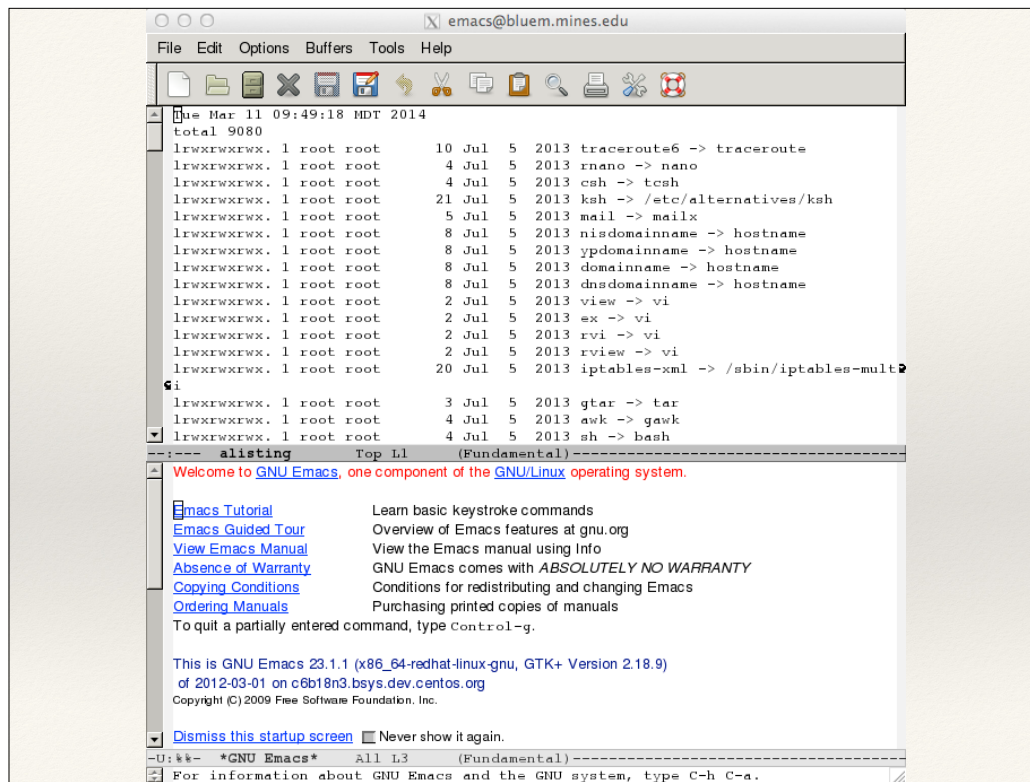 emacs@bluem.mines.edu
File Edit Options Buffers Tools Help
Tue Mar 11 09:49:18 MDT 2014
total 9080
lrwxrwxrwx. 1 root root 10 Jul 5 2013 traceroute6 -> traceroute
lrwxrwxrwx. 1 root root 4 Jul 5 2013 rnano -> nano
lrwxrwxrwx. 1 root root 4 Jul 5 2013 csh -> tcsh
lrwxrwxrwx. 1 root root 21 Jul 5 2013 ksh -> /etc/alternatives/ksh
lrwxrwxrwx. 1 root root 5 Jul 5 2013 mail -> mailx
lrwxrwxrwx. 1 root root 8 Jul 5 2013 nisdomainname -> hostname
lrwxrwxrwx. 1 root root 8 Jul 5 2013 ypdomainname -> hostname
lrwxrwxrwx. 1 root root 8 Jul 5 2013 domainname -> hostname
lrwxrwxrwx. 1 root root 8 Jul 5 2013 dnsdomainname -> hostname
lrwxrwxrwx. 1 root root 2 Jul 5 2013 view -> vi
lrwxrwxrwx. 1 root root 2 Jul 5 2013 ex -> vi
lrwxrwxrwx. 1 root root 2 Jul 5 2013 rvi -> vi
lrwxrwxrwx. 1 root root 2 Jul 5 2013 rview -> vi
lrwxrwxrwx. 1 root root 20 Jul 5 2013 iptables-xml -> /sbin/iptables-mult
i
lrwxrwxrwx. 1 root root 3 Jul 5 2013 gtar -> tar
lrwxrwxrwx. 1 root root 4 Jul 5 2013 awk -> gawk
lrwxrwxrwx. 1 root root 4 Jul 5 2013 sh -> bash
--:--- alisting Top L1 (Fundamental)-----------------------------------
Welcome to GNU Emacs, one component of the GNU/Linux operating system.
Emacs Tutorial Learn basic keystroke commands
Emacs Guided Tour Overview of Emacs features at gnu.org
View Emacs Manual View the Emacs manual using Info
Absence of Warranty GNU Emacs comes with ABSOLUTELY NO WARRANTY
Copying Conditions Conditions for redistributing and changing Emacs
Ordering Manuals Purchasing printed copies of manuals
To quit a partially entered command, type Control-g.
This is GNU Emacs 23.1.1 (x86_64-redhat-linux-gnu, GTK+ Version 2.18.9)
of 2012-03-01 on c6b18n3.bsys.dev.centos.org
Copyright (C) 2009 Free Software Foundation, Inc.
Dismiss this startup screen Never show it again.
-U:%%- *GNU Emacs* All L3 (Fundamental)-----------------------------------
For information about GNU Emacs and the GNU system, type C-h C-a.